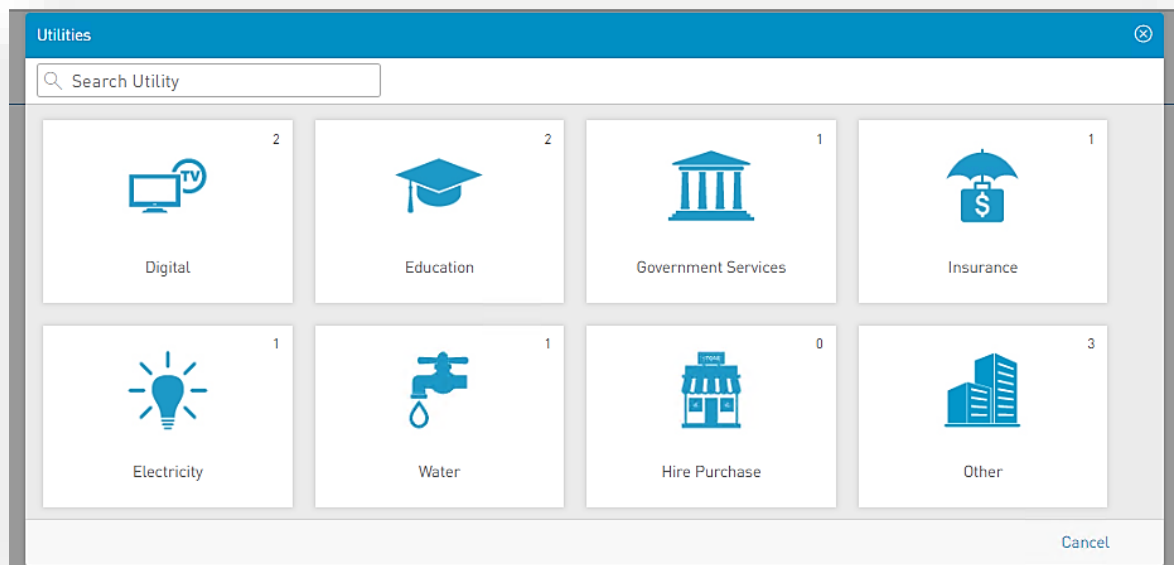 Utilities
Search Utility
2
TV
Digital
2
Education
1
Government Services
1
$
Insurance
1
Electricity
1
Water
0
STORE
Hire Purchase
3
Other
Cancel